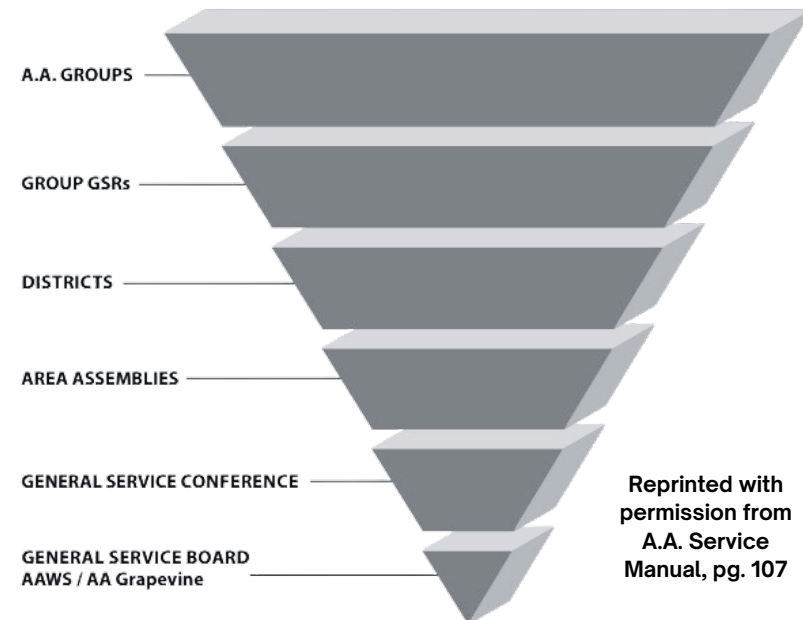 A.A. GROUPS
GROUP GSRs
DISTRICTS
AREA ASSEMBLIES
GENERAL SERVICE CONFERENCE
GENERAL SERVICE BOARD
AAWS / AA Grapevine
Reprinted with
permission from
A.A. Service
Manual, pg. 107